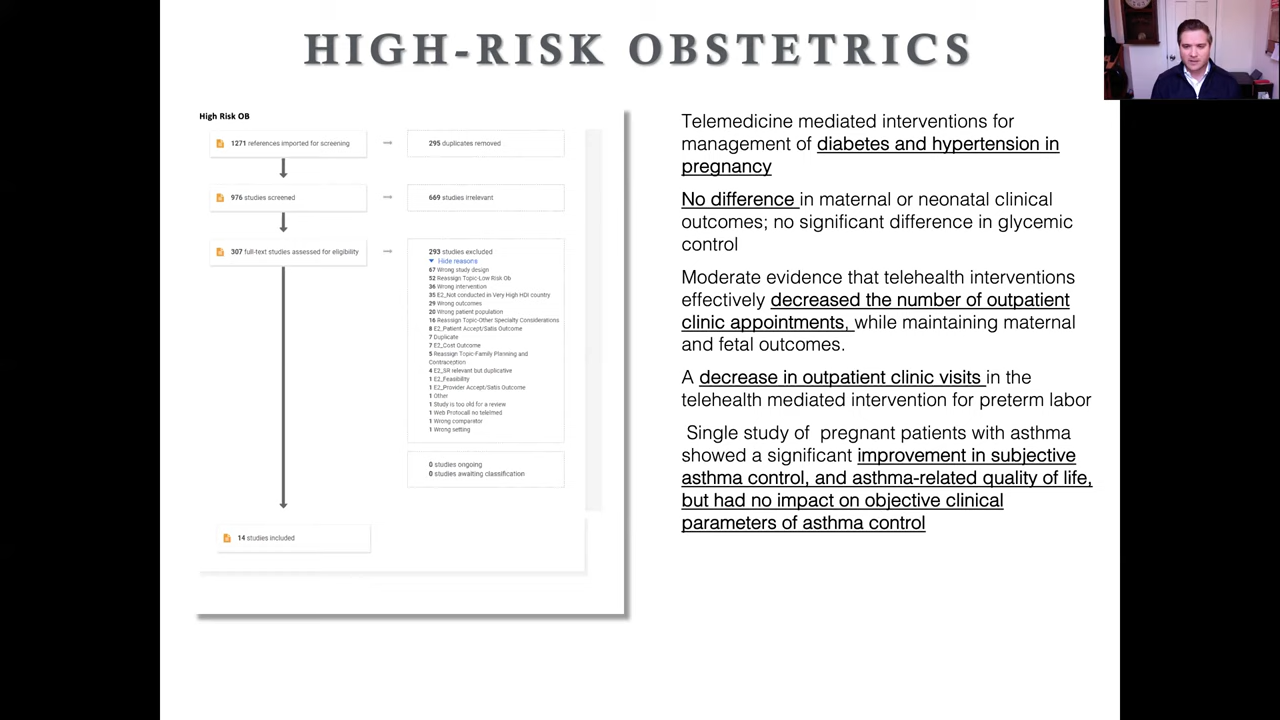 HIGH-RISK OBSTETRICS
High Risk OB
1271 references imported for screening
295 duplicates removed
976 studies screened
669 studies irrelevant
307 full-text studies assessed for eligibility
293 studies excluded
Hide reasons
67 Wrong study design
52 Reassign Topic-Low Risk Ob
36 Wrong intervention
35 E2_Not conducted in Very High HDI country
29 Wrong outcomes
20 Wrong patient population
16 Reassign Topic-Other Specialty Considerations
8 E2_Patient Accept/Satis Outcome
7 Duplicate
7 E2_Cost Outcome
5 Reassign Topic-Family Planning and
Contraception
4 E2_SR relevant but duplicative
1 E2_Feasibility
1 E2_Provider Accept/Satis Outcome
1 Other
1 Study is too old for a review
1 Web Protocall no tele/med
1 Wrong comparator
1 Wrong setting
0 studies ongoing
0 studies awaiting classification
14 studies included
Telemedicine mediated interventions for
management of diabetes and hypertension in
pregnancy
No difference in maternal or neonatal clinical
outcomes; no significant difference in glycemic
control
Moderate evidence that telehealth interventions
effectively decreased the number of outpatient
clinic appointments, while maintaining maternal
and fetal outcomes.
A decrease in outpatient clinic visits in the
telehealth mediated intervention for preterm labor
Single study of pregnant patients with asthma
showed a significant improvement in subjective
asthma control, and asthma-related quality of life,
but had no impact on objective clinical
parameters of asthma control